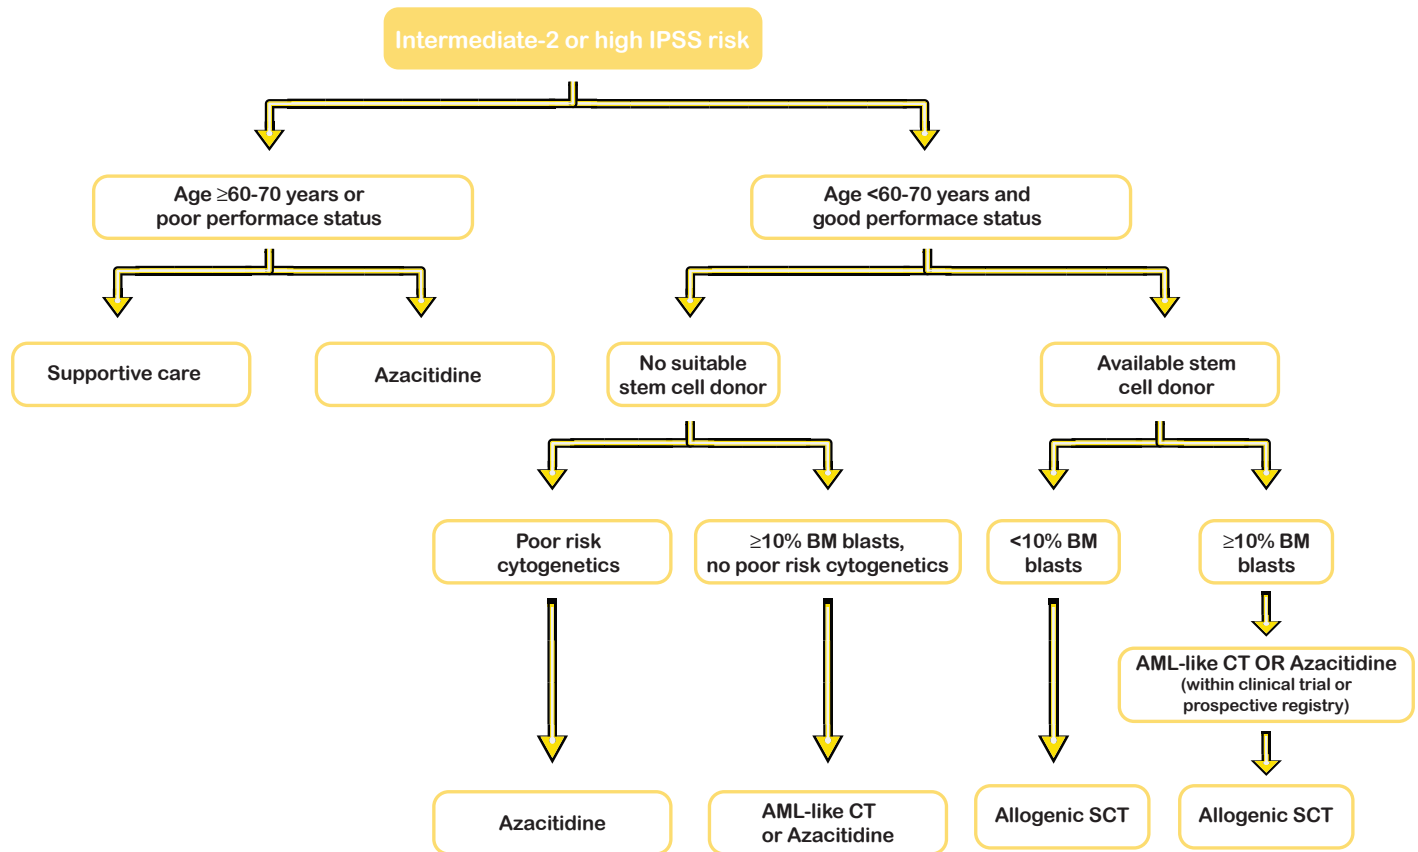 Intermediate-2 or high IPSS risk
Age ≥60-70 years or
poor performace status
Age <60-70 years and
good performace status
Supportive care
Azacitidine
No suitable
stem cell donor
Available stem
cell donor
Poor risk
cytogenetics
≥10% BM blasts,
no poor risk cytogenetics
<10% BM
blasts
≥10% BM
blasts
AML-like CT OR Azacitidine
(within clinical trial or
prospective registry)
Azacitidine
AML-like CT
or Azacitidine
Allogenic SCT
Allogenic SCT